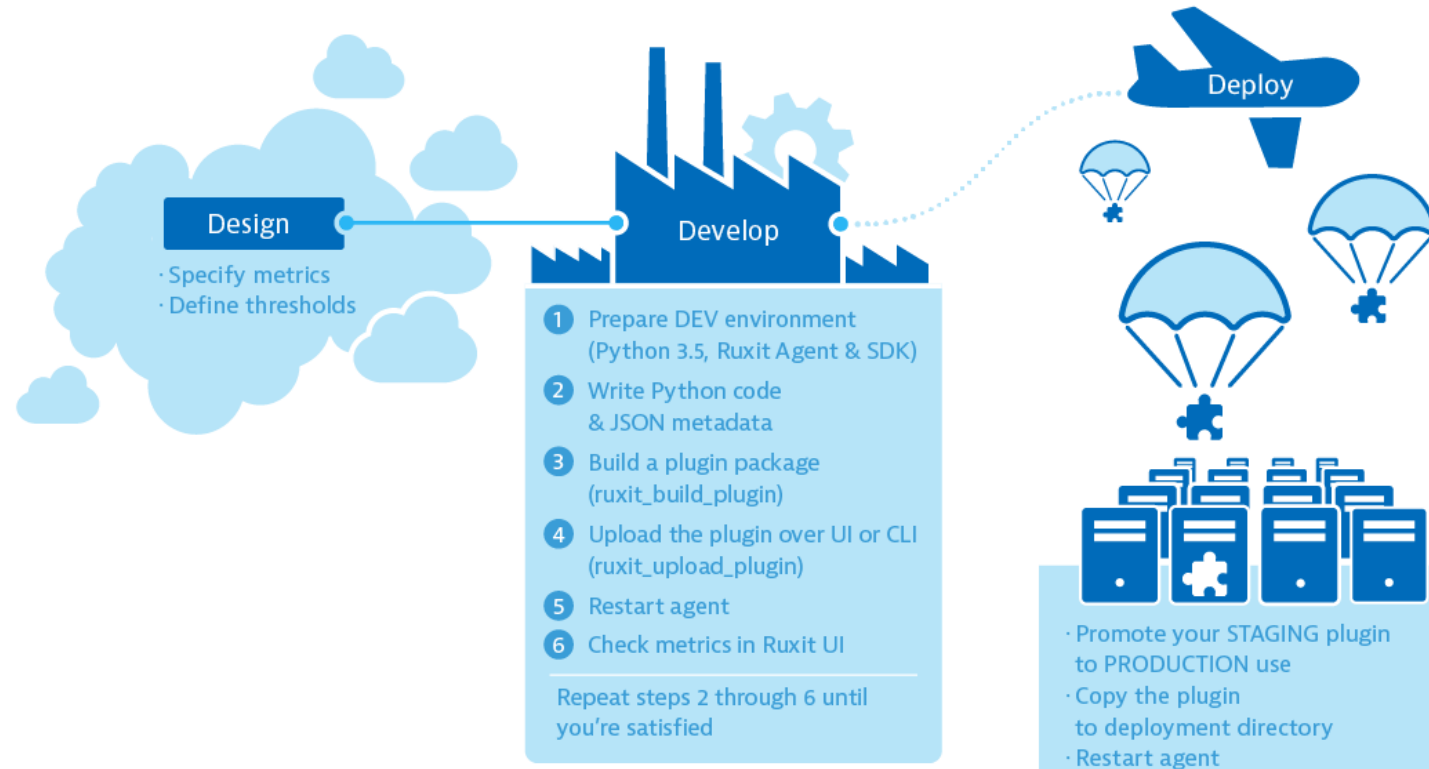 Design
· Specify metrics
· Define thresholds
Develop
1 Prepare DEV environment
(Python 3.5, Ruxit Agent & SDK)
2 Write Python code
& JSON metadata
3 Build a plugin package
(ruxit_build_plugin)
4 Upload the plugin over UI or CLI
(ruxit_upload_plugin)
5 Restart agent
6 Check metrics in Ruxit UI
Repeat steps 2 through 6 until
you're satisfied
Deploy
· Promote your STAGING plugin
to PRODUCTION use
· Copy the plugin
to deployment directory
· Restart agent